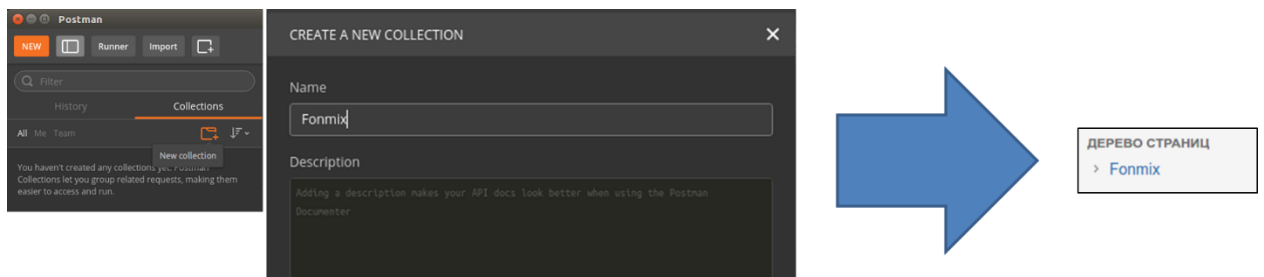 Postman
NEW Runner Import
Filter
History Collections
All Me Team
New collection
You haven't created any collections yet. Postman
Collections let you group related requests, making them
easier to access and run.
CREATE A NEW COLLECTION
Name
Fonmix
Description
Adding a description makes your API docs look better when using the Postman
Documenter
ДЕРЕВО СТРАНИЦ
Fonmix